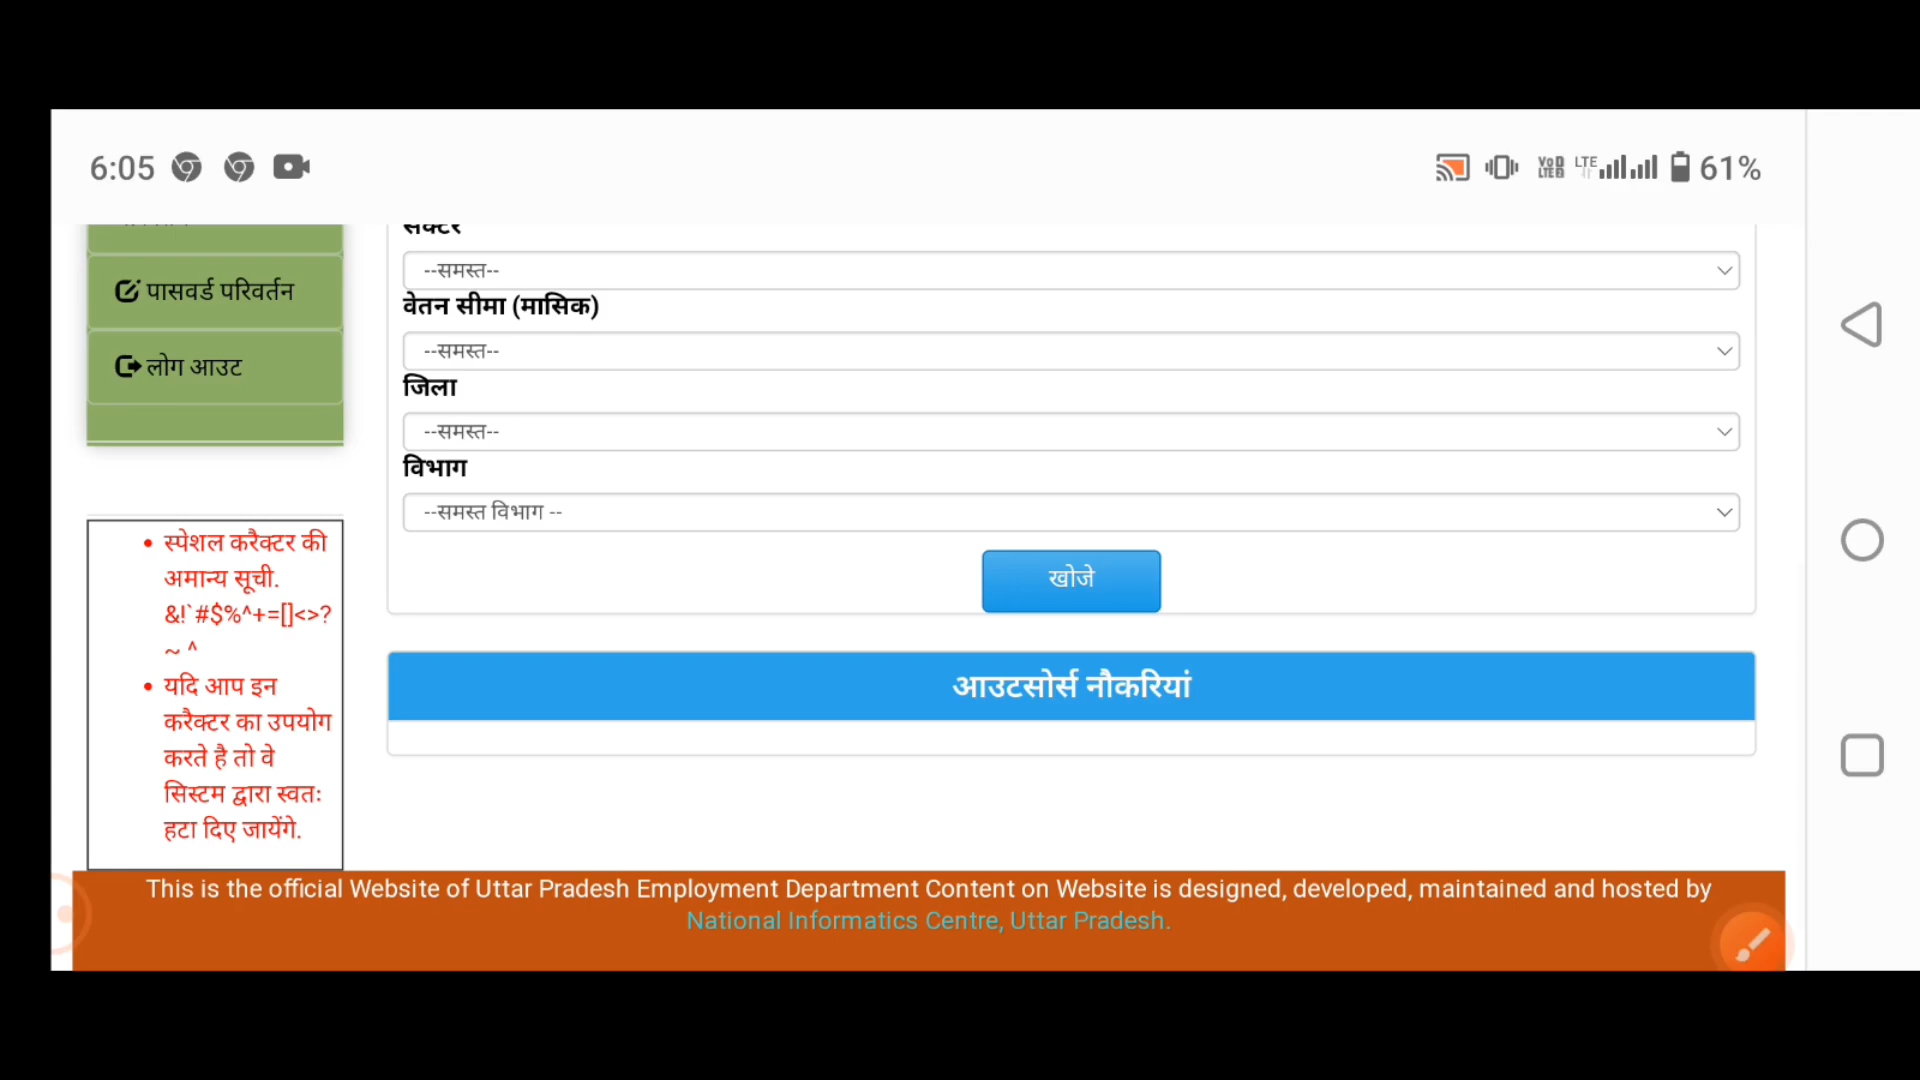 6:05
LTE
61%
सेक्टर
--समस्त--
पासवर्ड परिवर्तन
वेतन सीमा (मासिक)
--समस्त--
लोग आउट
जिला
--समस्त--
विभाग
--समस्त विभाग --
खोजे
स्पेशल करैक्टर की
अमान्य सूची.
&!`#$%^+=[]<>?
~ ^
यदि आप इन
करैक्टर का उपयोग
करते है तो वे
सिस्टम द्वारा स्वतः
हटा दिए जायेंगे.
आउटसोर्स नौकरियां
This is the official Website of Uttar Pradesh Employment Department Content on Website is designed, developed, maintained and hosted by
National Informatics Centre, Uttar Pradesh.